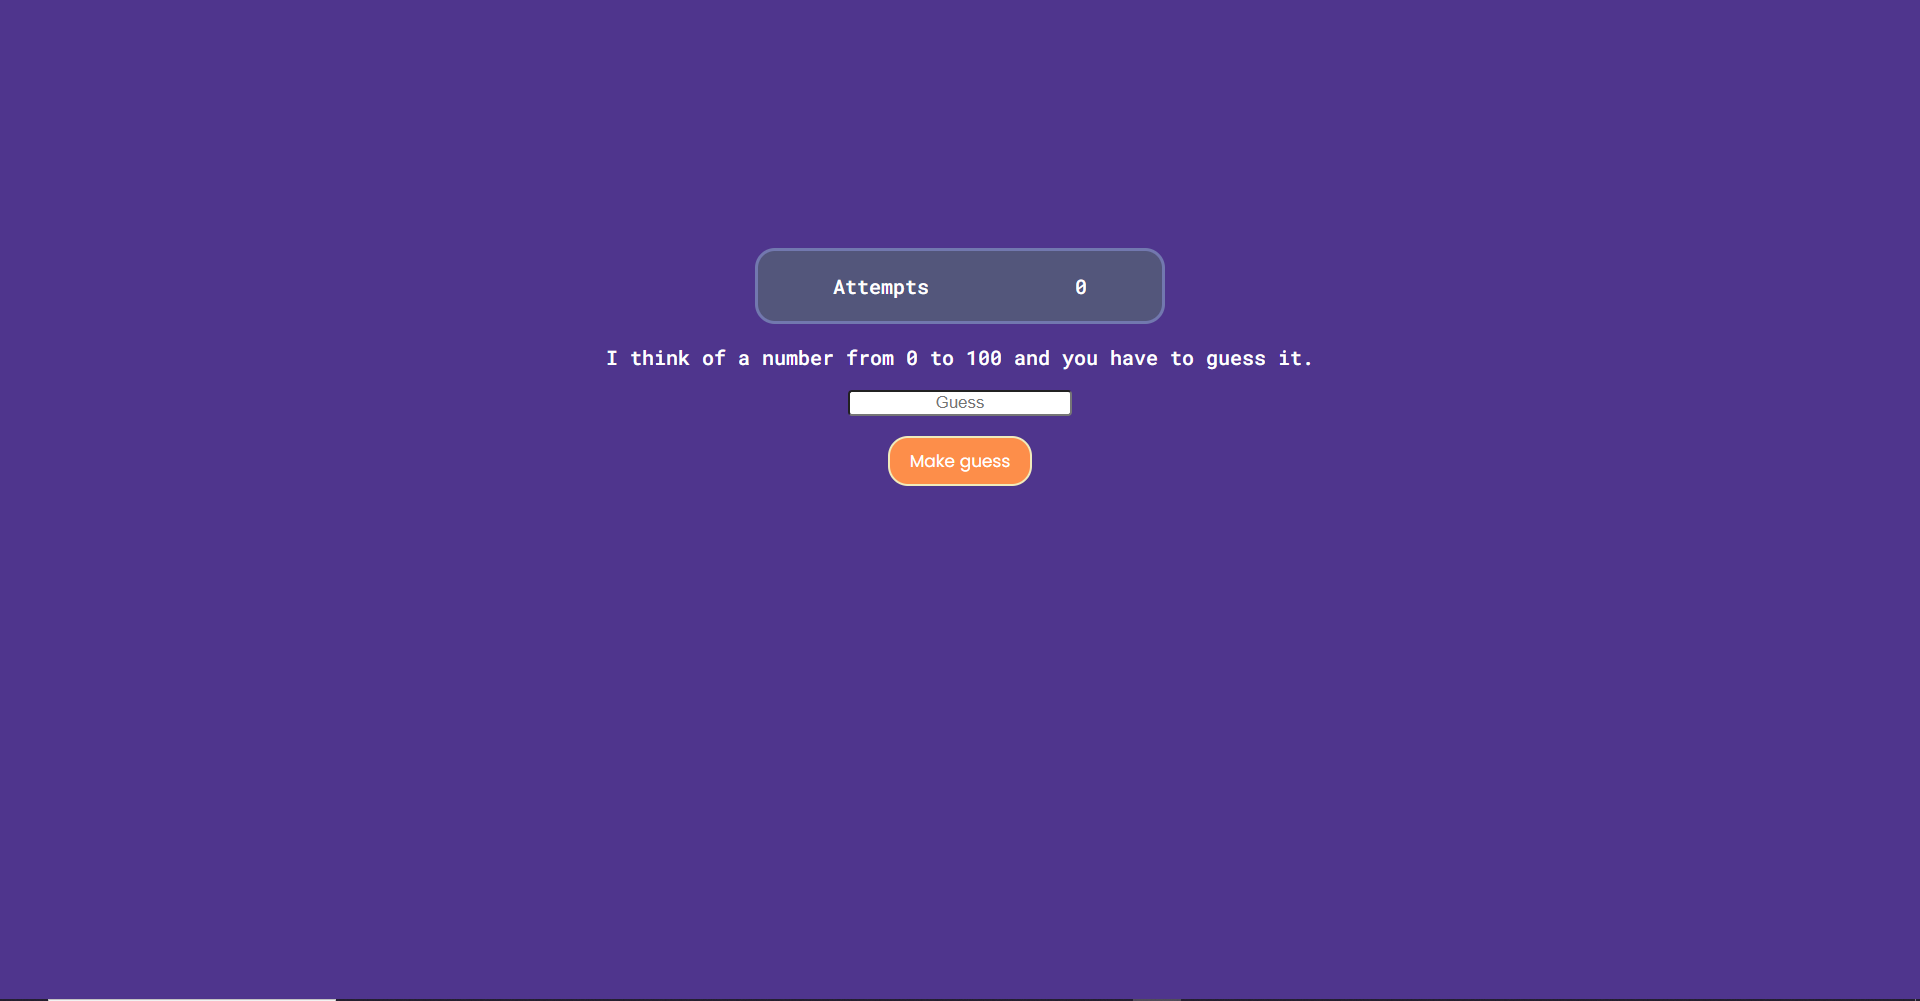 Attempts 0
I think of a number from 0 to 100 and you have to guess it.
Guess
Make guess